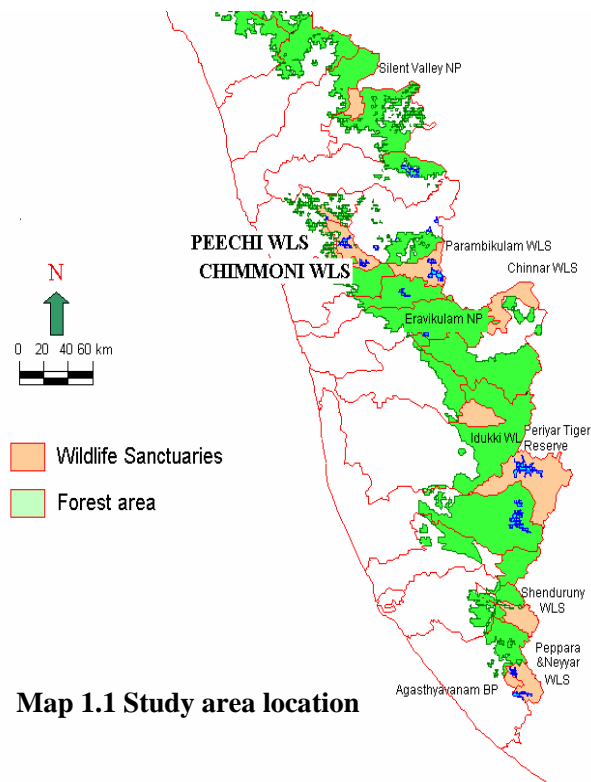 Silent Valley NP
PEECHI WLS
Parambikulam WLS
CHIMMONI WLS
Chinnar WLS
N
Eravikulam NP
0 20 40 60 km
Idukki WL
Periyar Tiger
Reserve
Wildlife Sanctuaries
Forest area
Shenduruny
WLS
Peppara
&Neyyar
WLS
Agasthyavanam BP
Map 1.1 Study area location